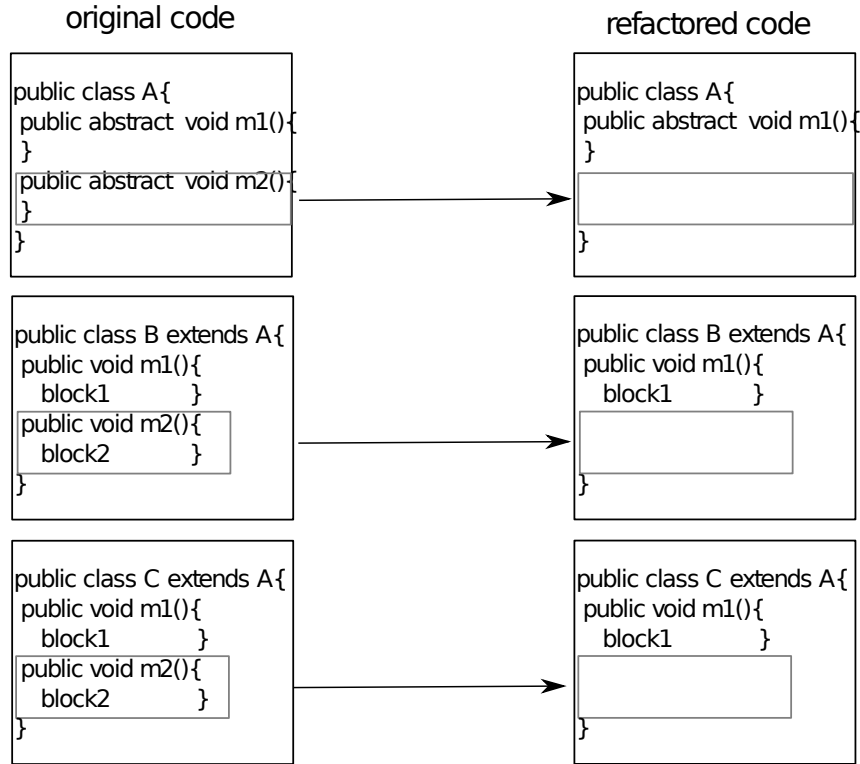 original code
public class A{
public abstract void m1(){
}
public abstract void m2(){
}
}
public class B extends A{
public void m1(){
block1 }
public void m2(){
block2 }
}
public class C extends A{
public void m1(){
block1 }
public void m2(){
block2 }
}
refactored code
public class A{
public abstract void m1(){
}
}
public class B extends A{
public void m1(){
block1 }
}
public class C extends A{
public void m1(){
block1 }
}